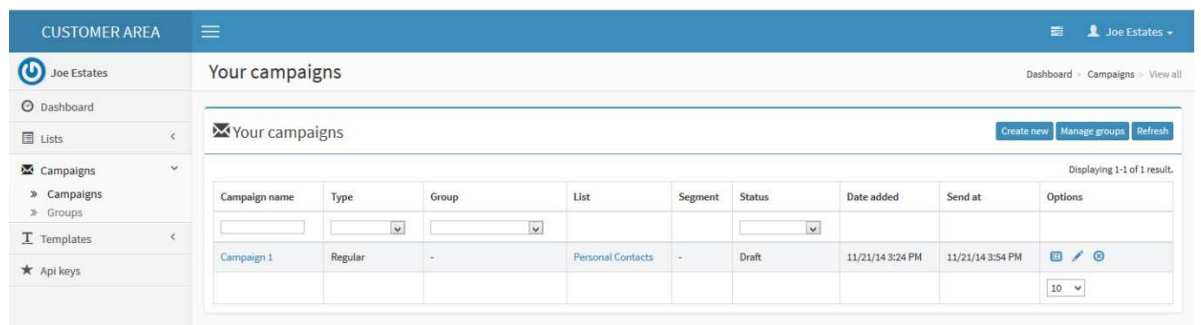 CUSTOMER AREA
Joe Estates
Joe Estates
Your campaigns
Dashboard > Campaigns > View all
Dashboard
Lists
Campaigns
» Campaigns
» Groups
Templates
Api keys
Your campaigns
Create new Manage groups Refresh
Displaying 1-1 of 1 result.
Campaign name Type Group List Segment Status Date added Send at Options
Campaign 1 Regular - Personal Contacts - Draft 11/21/14 3:24 PM 11/21/14 3:54 PM
10